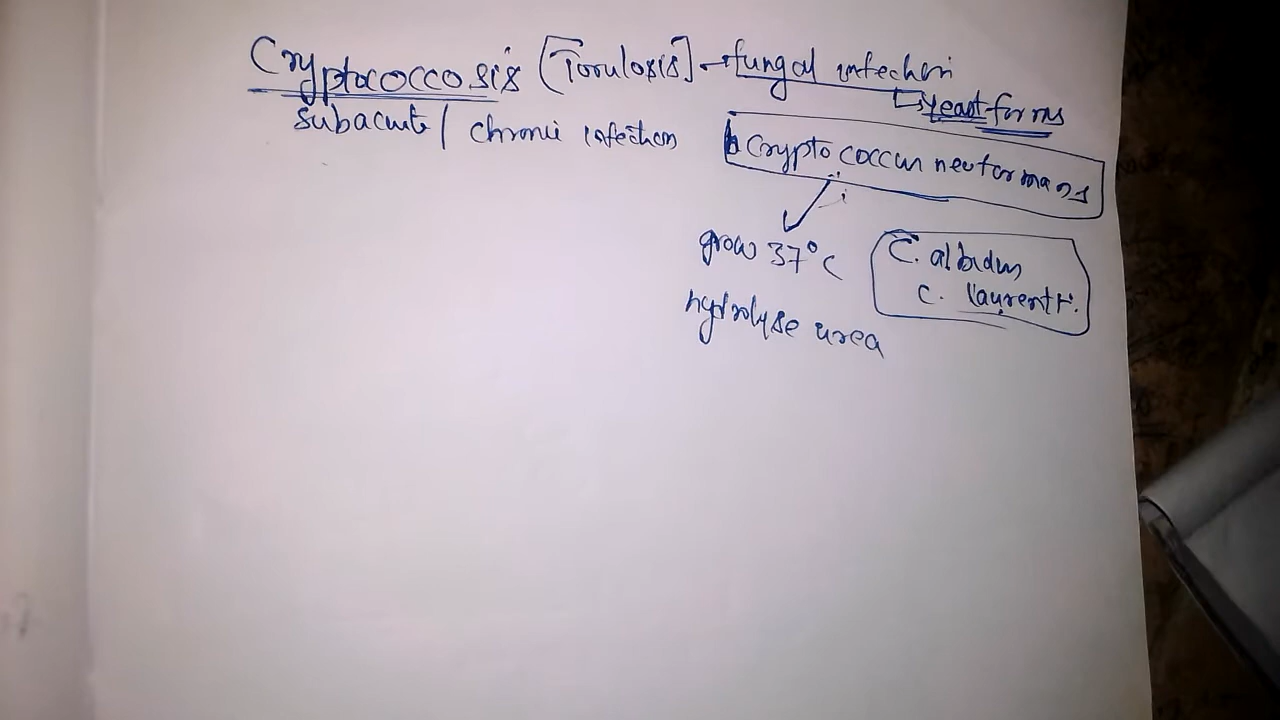 Cryptococcosis [Torulosis] → fungal infection
↳ yeast forms
subacute / chronic infection
Cryptococcus neoformans
grow 37°C
C. albidus
C. laurentii.
hydrolyse urea